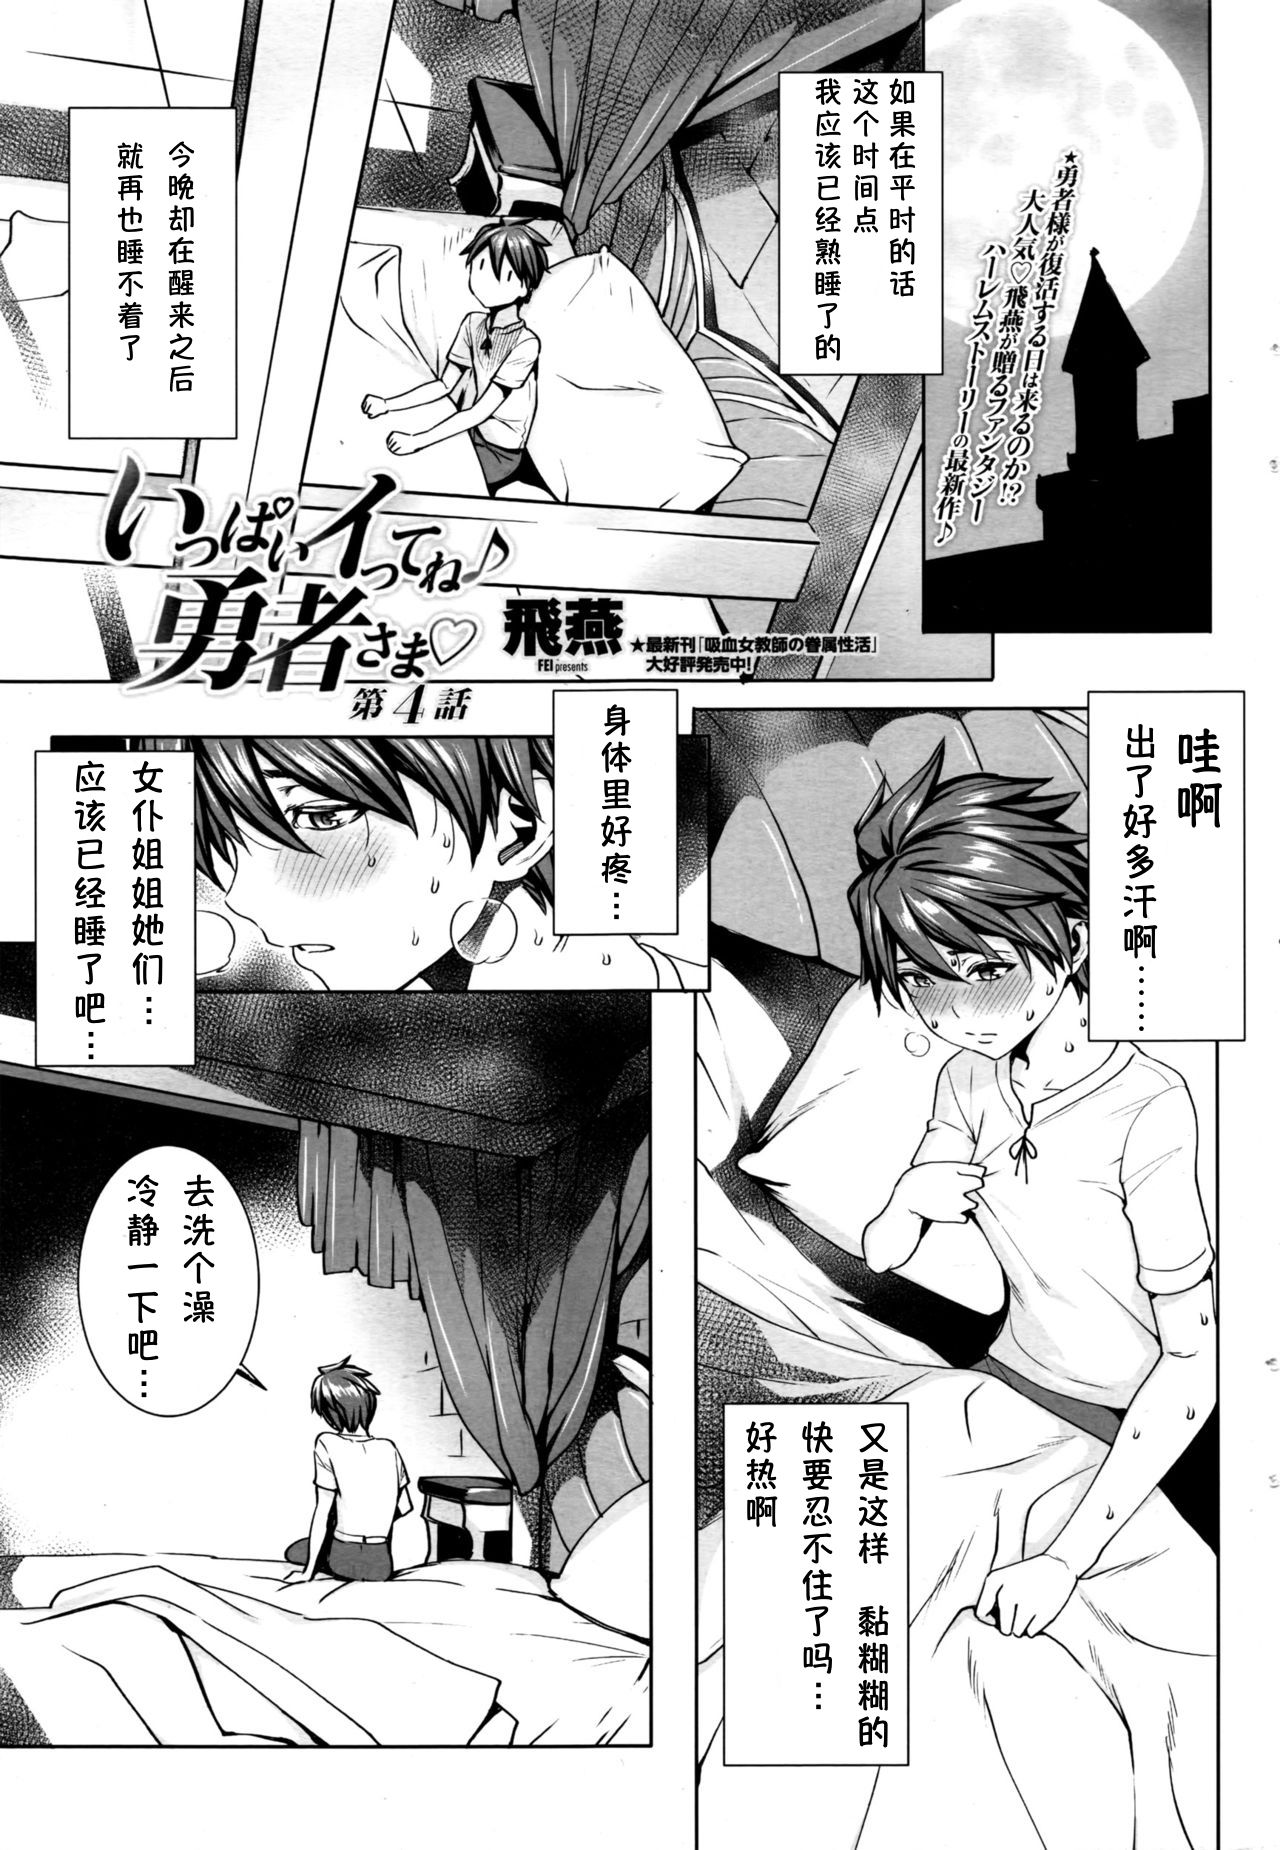 ★勇者様が復活する日は来るのか!?
大人気♡飛燕が贈るファンタジー
ハーレムストーリーの最新作♪
如果在平时的话
这个时间点
我应该已经熟睡了的
今晚却在醒来之后
就再也睡不着了
いっぱいイってね♪
勇者さま♡
第4話
飛燕
FEI presents
★最新刊「吸血女教師の眷属性活」
大好評発売中!
哇啊
出了好多汗啊……
又是这样 黏糊糊的
快要忍不住了吗…
好热啊
身体里好疼…
女仆姐姐她们…
应该已经睡了吧…
去洗个澡
冷静一下吧…